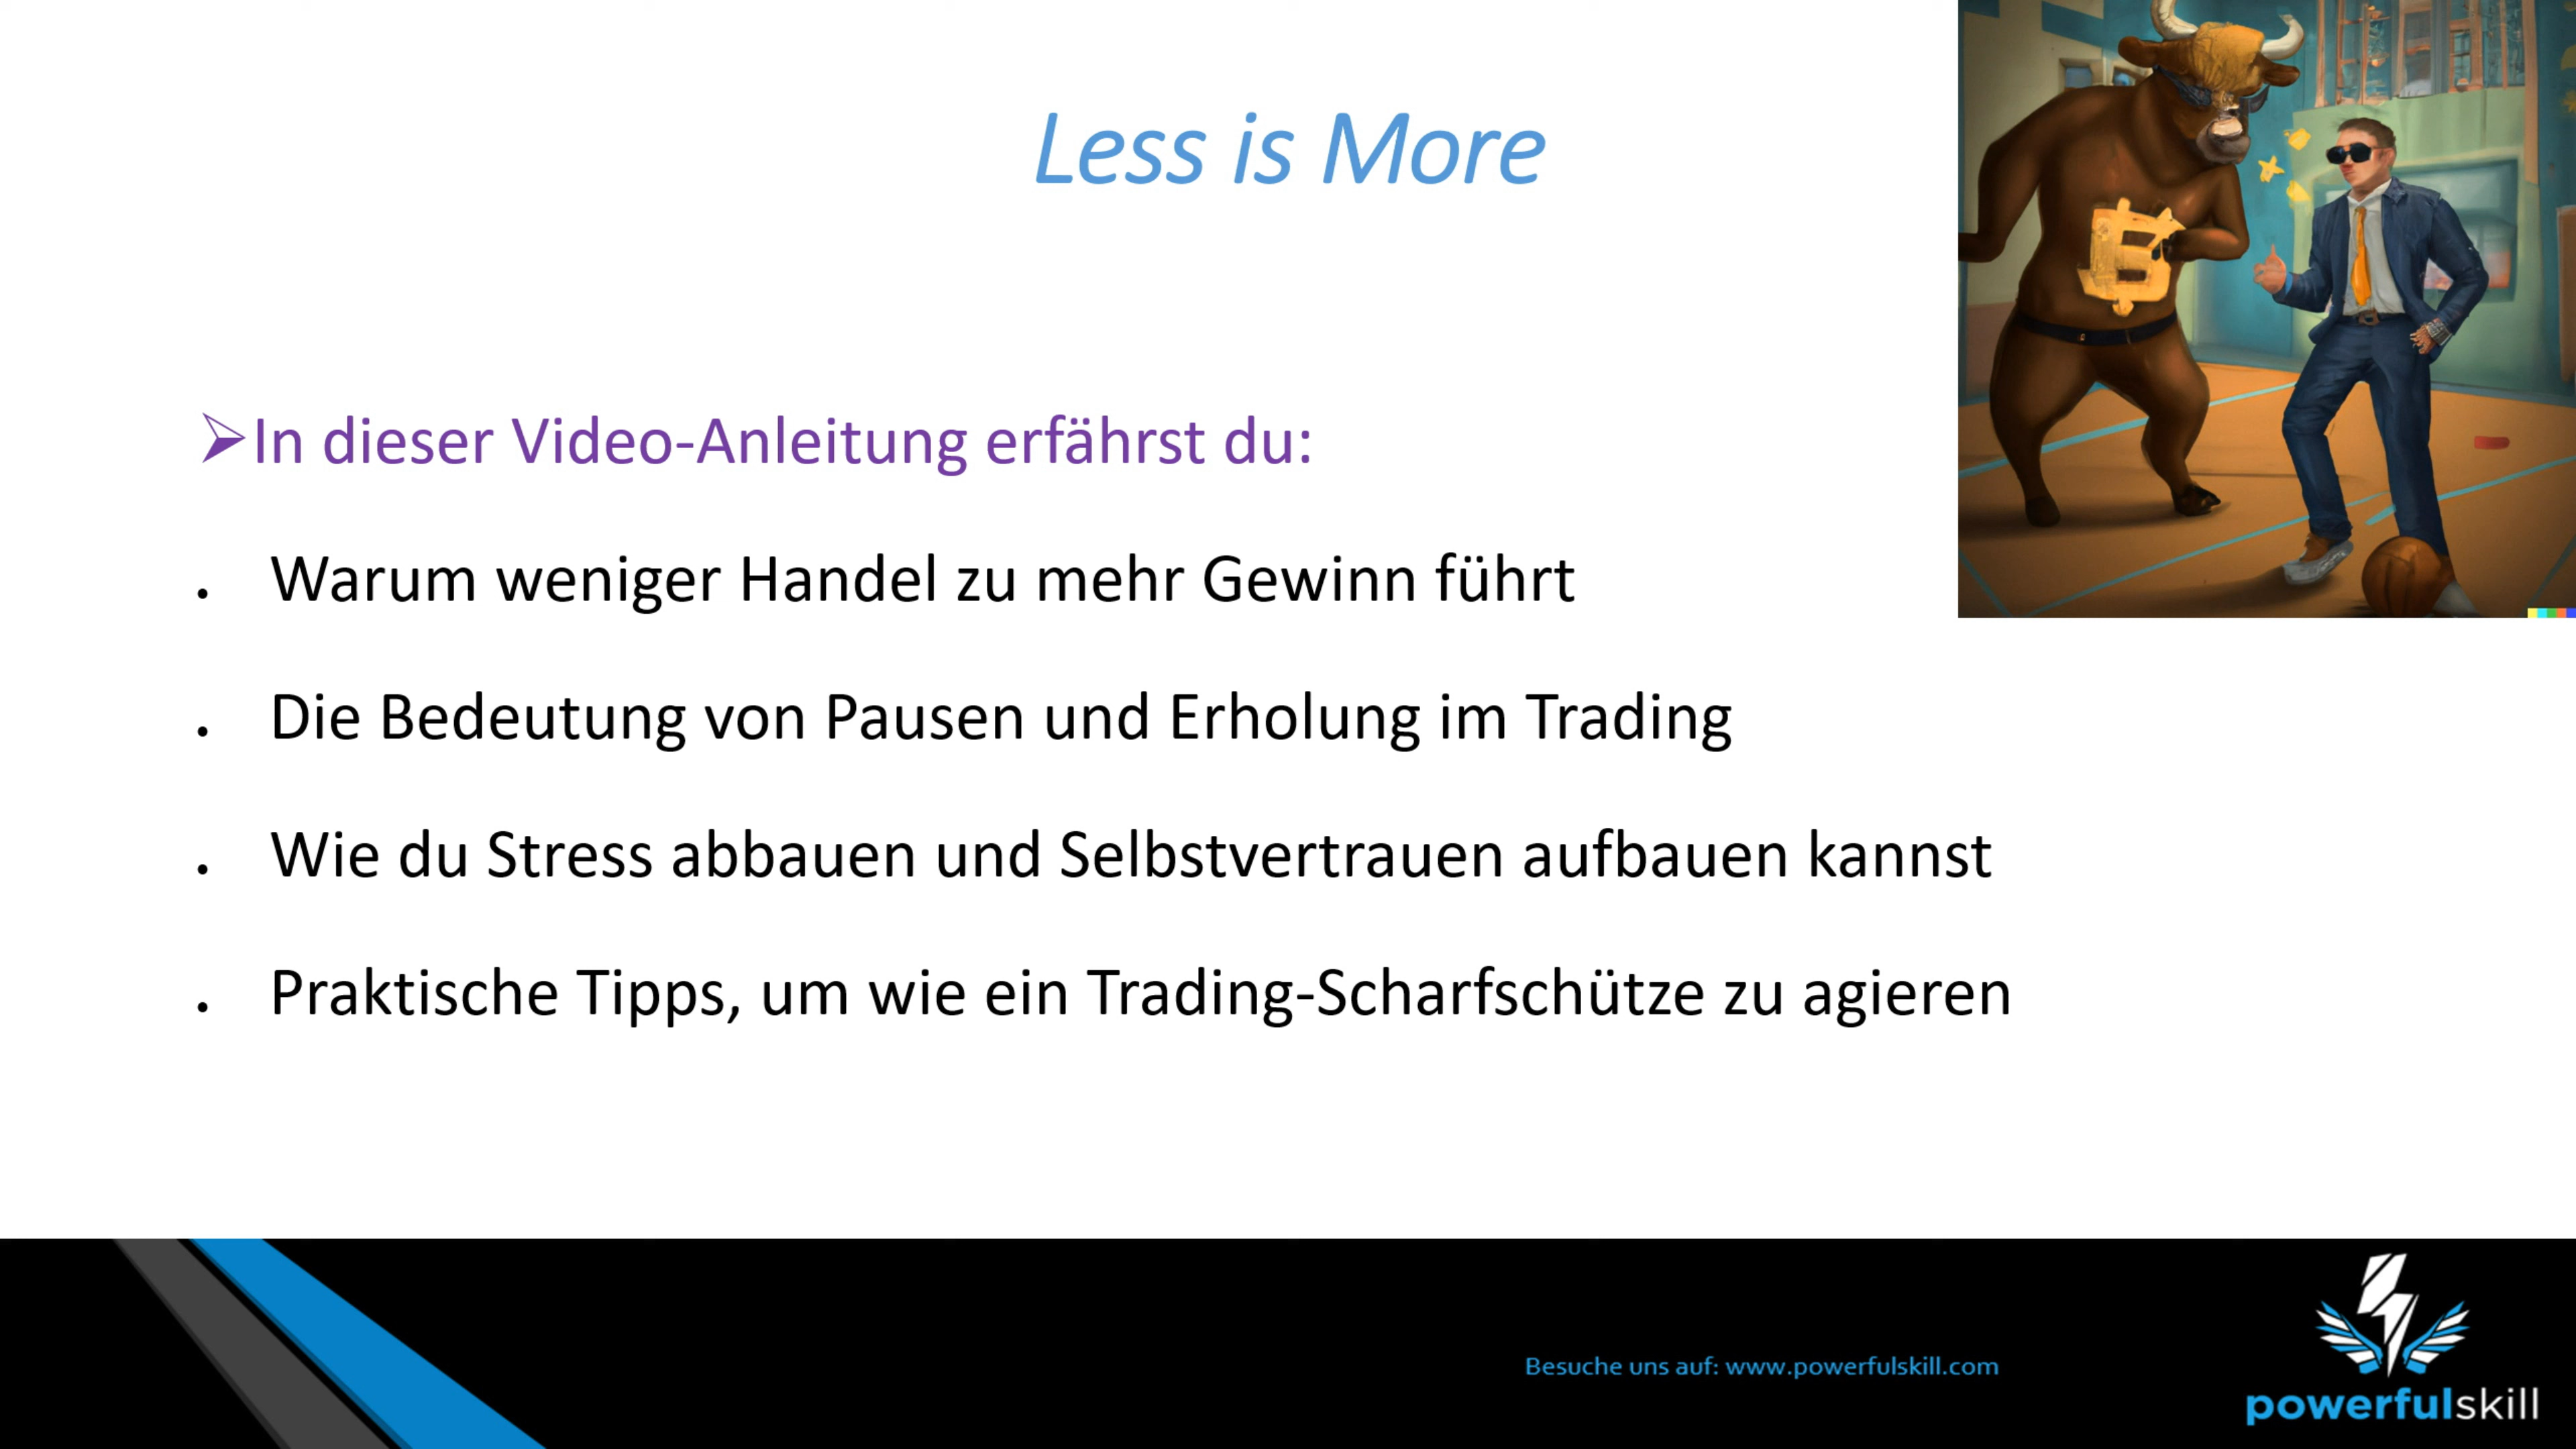 Less is More
➢In dieser Video-Anleitung erfährst du:
• Warum weniger Handel zu mehr Gewinn führt
• Die Bedeutung von Pausen und Erholung im Trading
• Wie du Stress abbauen und Selbstvertrauen aufbauen kannst
• Praktische Tipps, um wie ein Trading-Scharfschütze zu agieren
Besuche uns auf: www.powerfulskill.com
powerfulskill